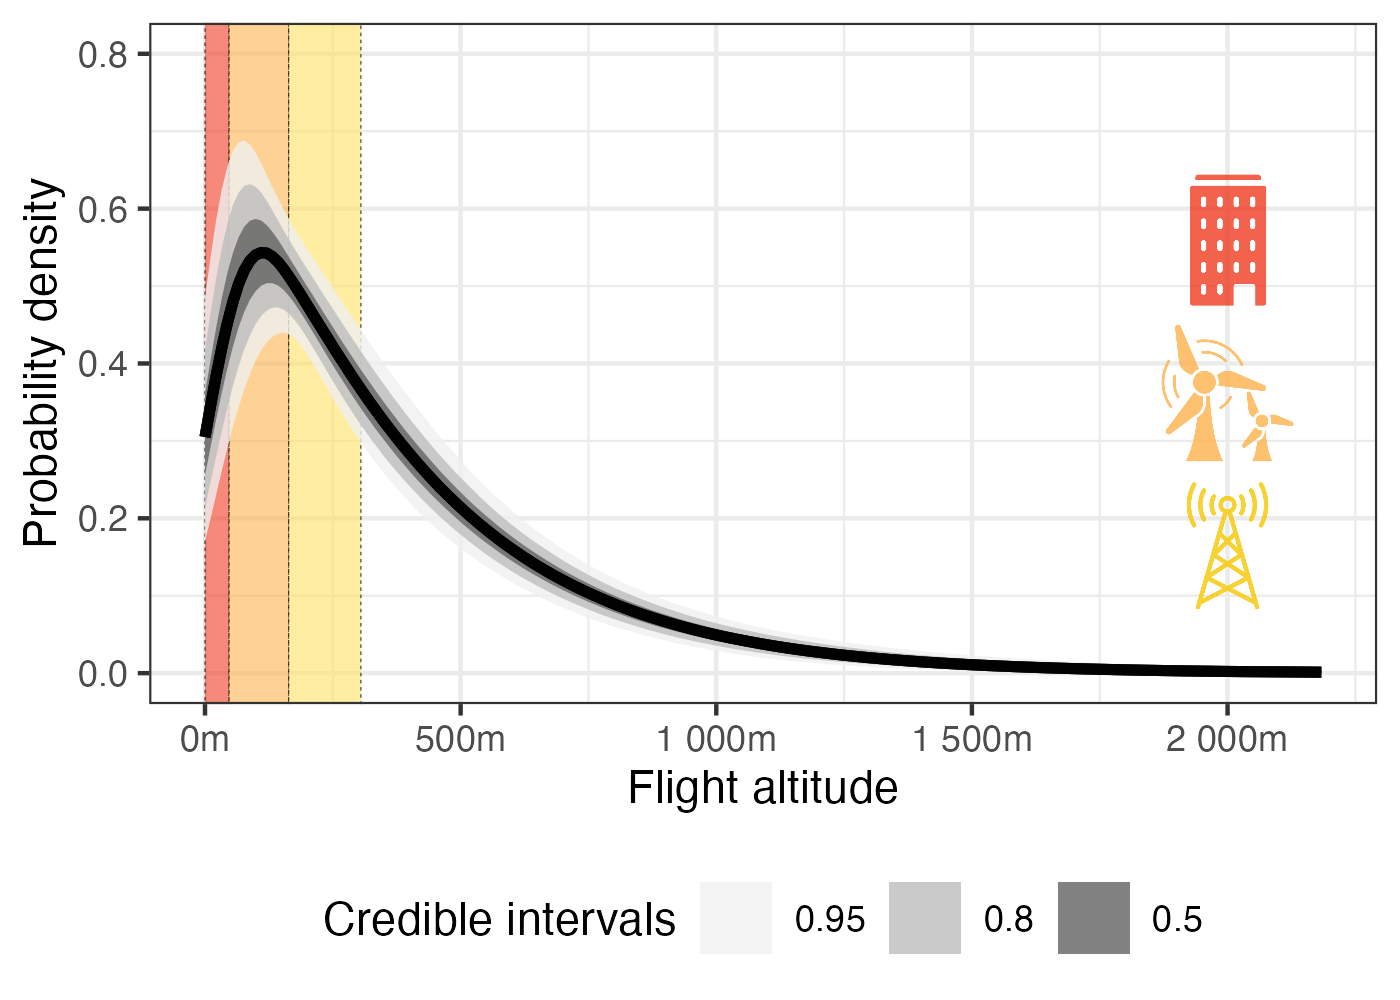 0.8
0.6
0.4
0.2
0.0
Probability density
0m 500m 1 000m 1 500m 2 000m
Flight altitude
Credible intervals 0.95 0.8 0.5